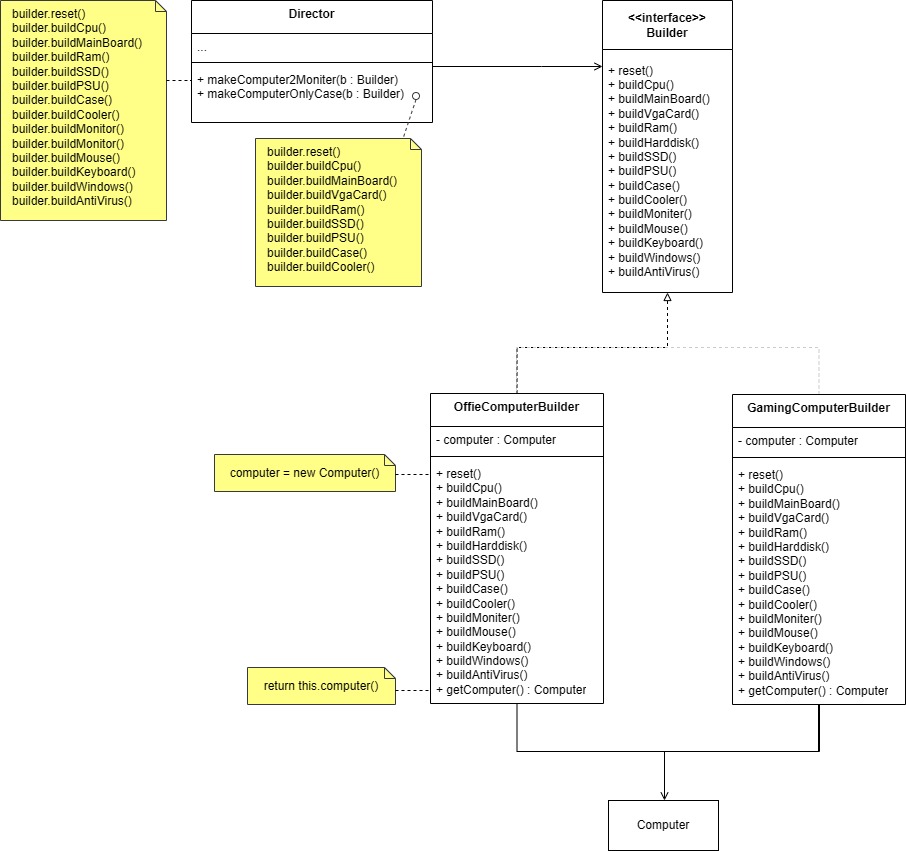 builder.reset()
builder.buildCpu()
builder.buildMainBoard()
builder.buildRam()
builder.buildSSD()
builder.buildPSU()
builder.buildCase()
builder.buildCooler()
builder.buildMonitor()
builder.buildMonitor()
builder.buildMouse()
builder.buildKeyboard()
builder.buildWindows()
builder.buildAntiVirus()
Director
...
+ makeComputer2Moniter(b : Builder)
+ makeComputerOnlyCase(b : Builder)
builder.reset()
builder.buildCpu()
builder.buildMainBoard()
builder.buildVgaCard()
builder.buildRam()
builder.buildSSD()
builder.buildPSU()
builder.buildCase()
builder.buildCooler()
<<interface>>
Builder
+ reset()
+ buildCpu()
+ buildMainBoard()
+ buildVgaCard()
+ buildRam()
+ buildHarddisk()
+ buildSSD()
+ buildPSU()
+ buildCase()
+ buildCooler()
+ buildMoniter()
+ buildMouse()
+ buildKeyboard()
+ buildWindows()
+ buildAntiVirus()
computer = new Computer()
return this.computer()
OffieComputerBuilder
- computer : Computer
+ reset()
+ buildCpu()
+ buildMainBoard()
+ buildVgaCard()
+ buildRam()
+ buildHarddisk()
+ buildSSD()
+ buildPSU()
+ buildCase()
+ buildCooler()
+ buildMoniter()
+ buildMouse()
+ buildKeyboard()
+ buildWindows()
+ buildAntiVirus()
+ getComputer() : Computer
GamingComputerBuilder
- computer : Computer
+ reset()
+ buildCpu()
+ buildMainBoard()
+ buildVgaCard()
+ buildRam()
+ buildHarddisk()
+ buildSSD()
+ buildPSU()
+ buildCase()
+ buildCooler()
+ buildMoniter()
+ buildMouse()
+ buildKeyboard()
+ buildWindows()
+ buildAntiVirus()
+ getComputer() : Computer
Computer